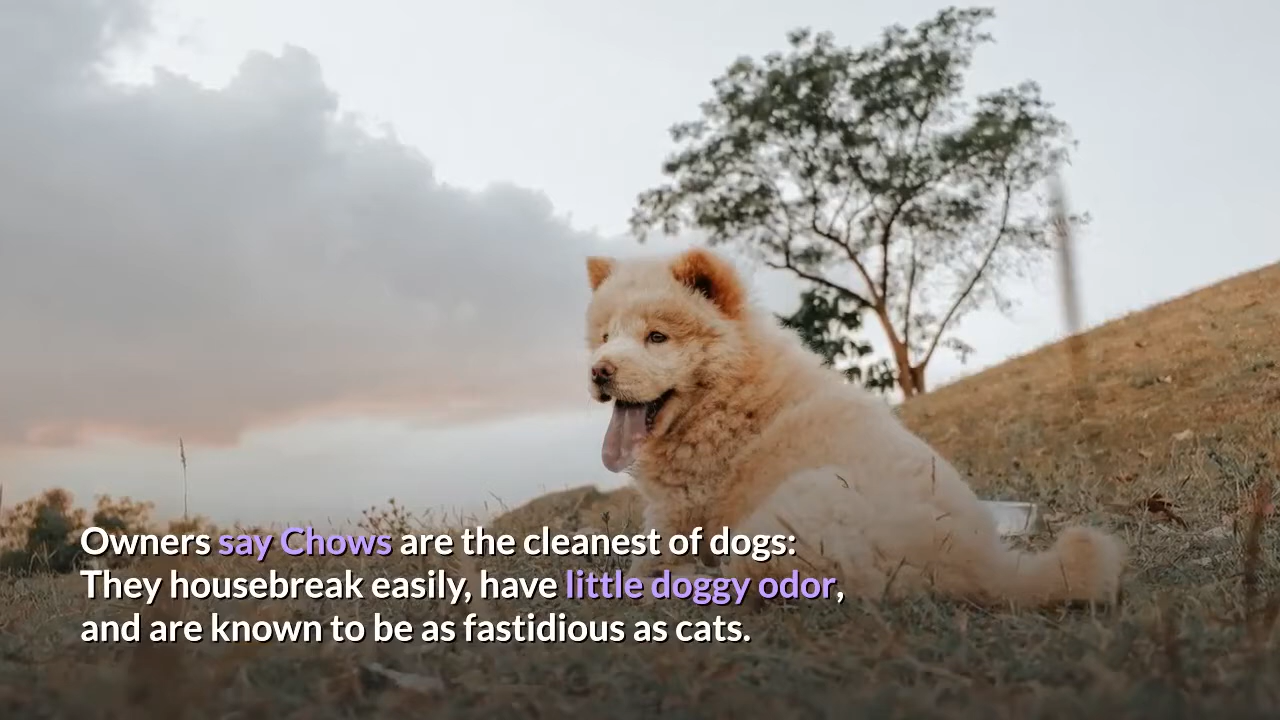 Owners say Chows are the cleanest of dogs:
They housebreak easily, have little doggy odor,
and are known to be as fastidious as cats.